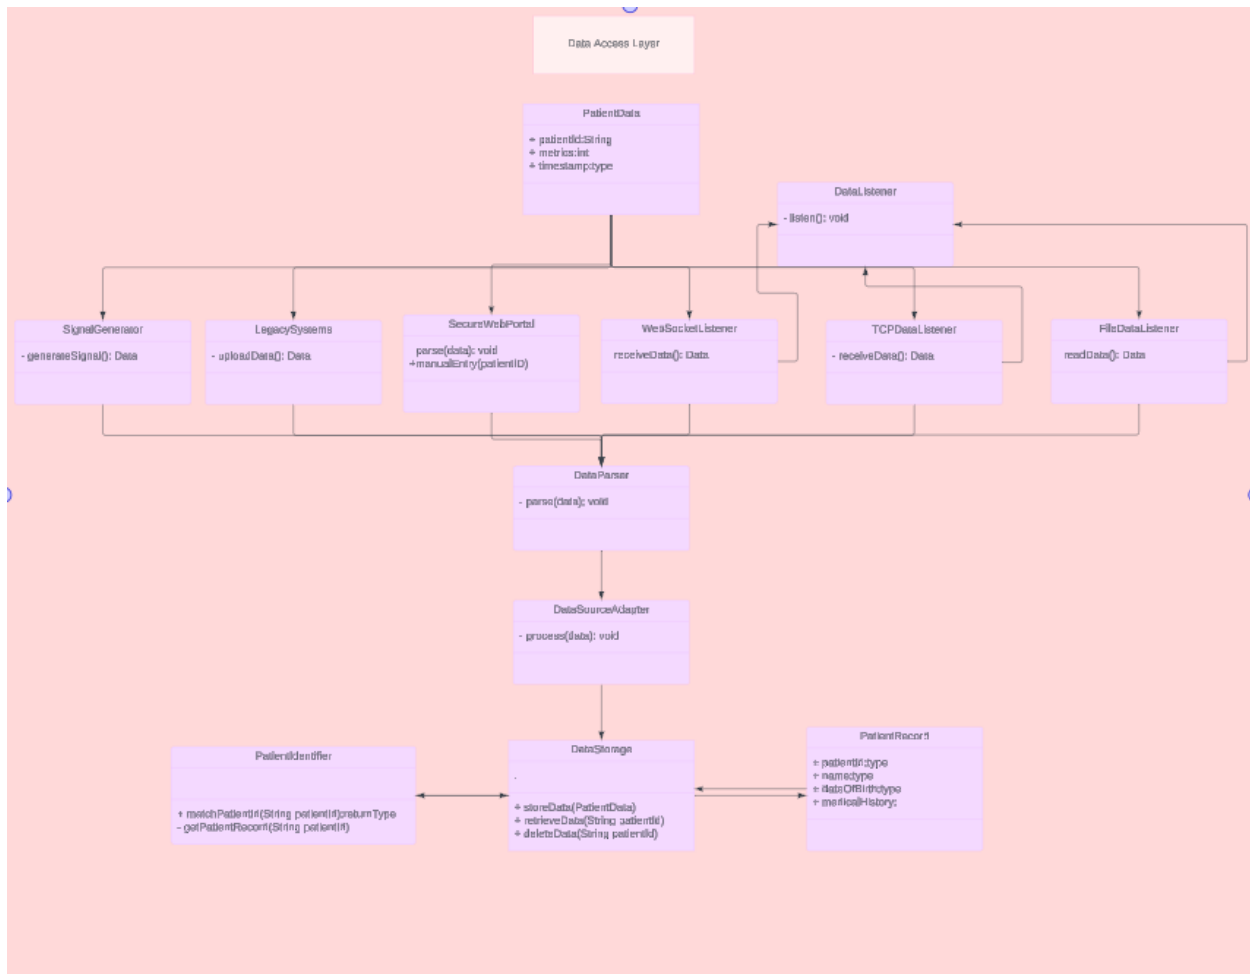 Data Access Layer
PatientData
+ patientId:String
+ metrics:int
+ timestamp:type
DataListener
- listen(): void
SignalGenerator
- generateSignal(): Data
LegacySystems
- uploadData(): Data
SecureWebPortal
parse(data): void
+manualEntry(patientID)
WebSocketListener
receiveData(): Data
TCPDataListener
- receiveData(): Data
FileDataListener
readData(): Data
DataParser
- parse(data): void
DataSourceAdapter
- process(data): void
PatientIdentifier
+ matchPatientId(String patientId):returnType
- getPatientRecord(String patientId)
DataStorage
+ storeData(PatientData)
+ retrieveData(String patientId)
+ deleteData(String patientId)
PatientRecord
+ patientId:type
+ name:type
+ dateOfBirth:type
+ medicalHistory: